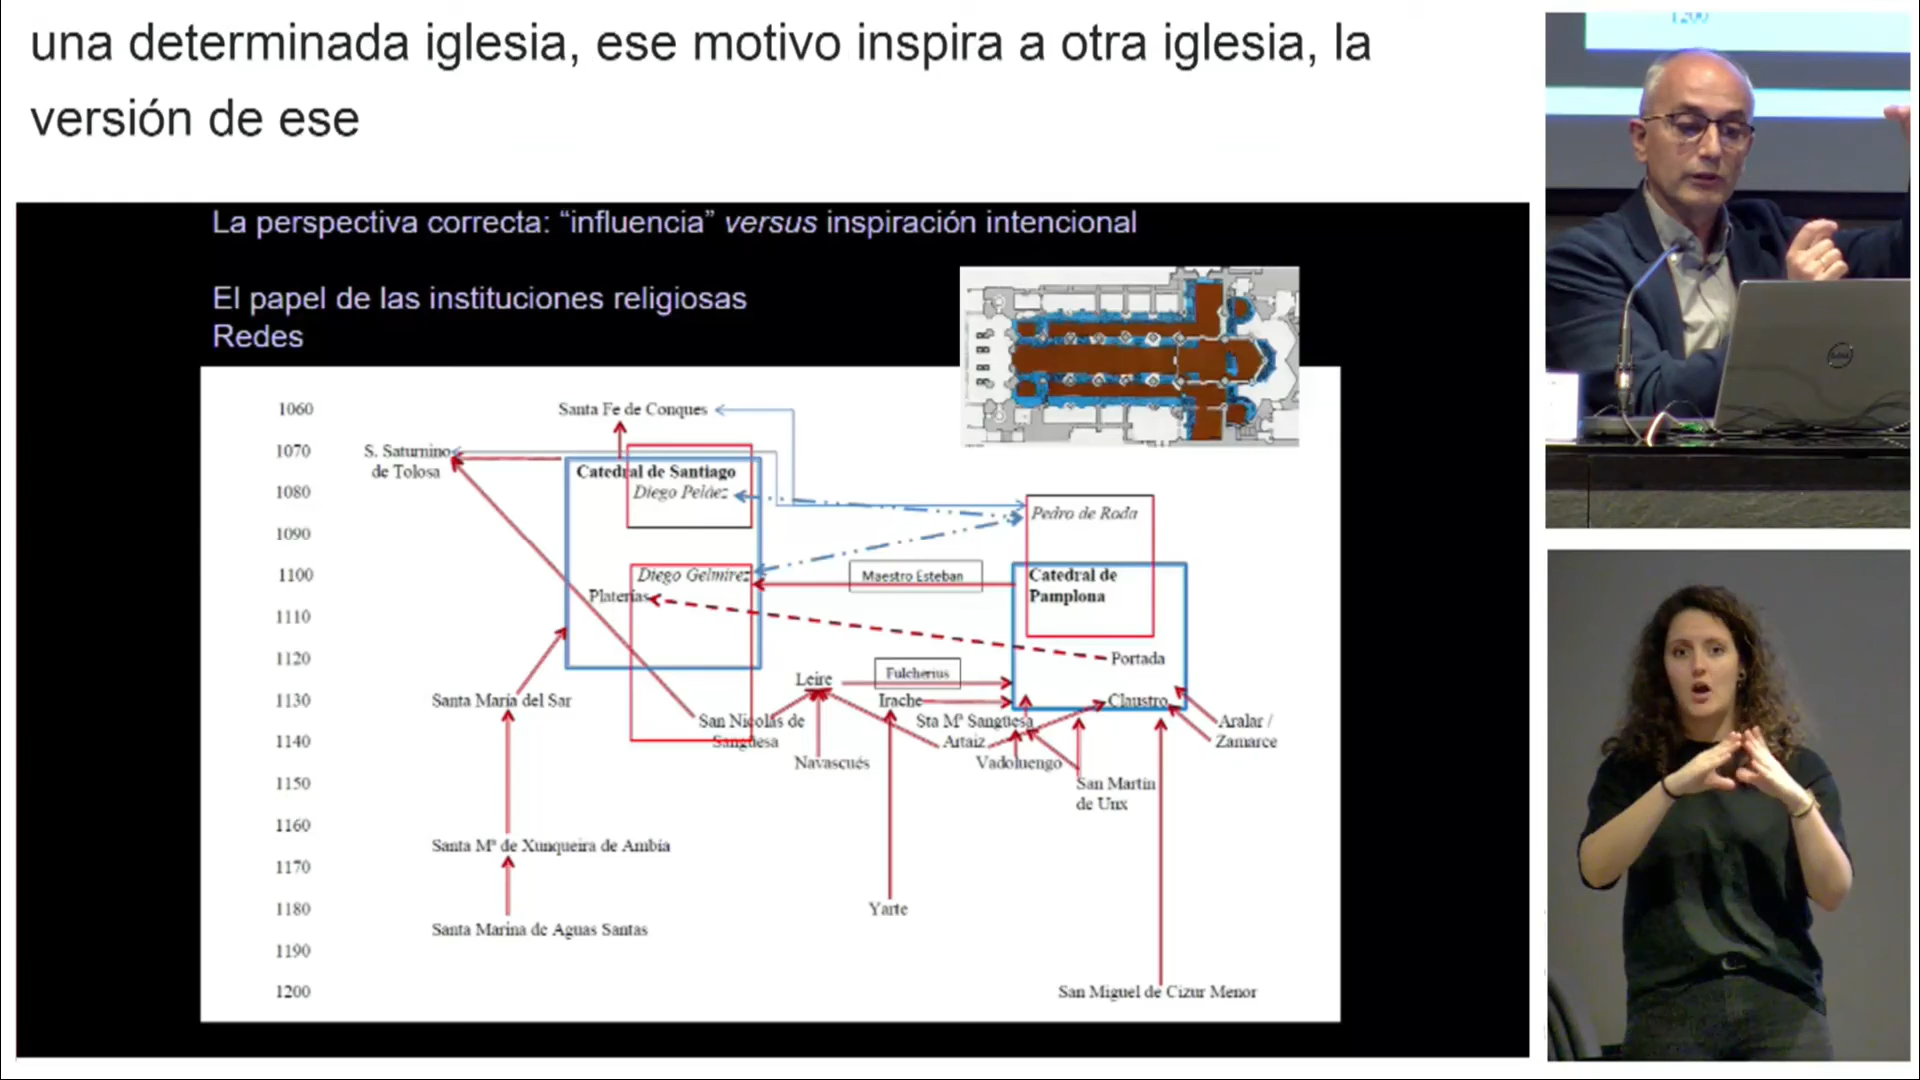 una determinada iglesia, ese motivo inspira a otra iglesia, la
versión de ese
1200
La perspectiva correcta: “influencia” versus inspiración intencional
El papel de las instituciones religiosas
Redes
1060
Santa Fe de Conques
1070
S. Saturnino
de Tolosa
Catedral de Santiago
1080
Diego Peláez
Pedro de Roda
1090
1100
Diego Gelmírez
Maestro Esteban
Catedral de
Pamplona
Platerías
1110
1120
Portada
Leire
Fulcherius
1130
Santa María del Sar
Irache
Claustro
San Nicolás de
Sangüesa
Sta Mª Sangüesa
Aralar /
Zamarce
1140
Artaiz
Navascués
Vadoluengo
1150
San Martín
de Unx
1160
Santa Mª de Xunqueira de Ambía
1170
1180
Yarte
Santa Marina de Aguas Santas
1190
1200
San Miguel de Cizur Menor
DELL